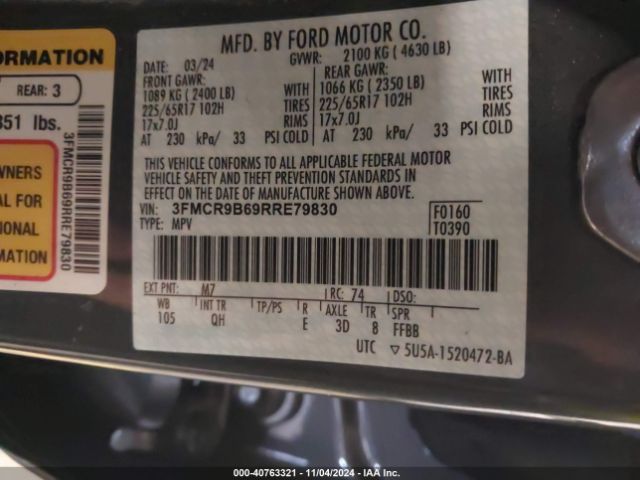 ORMATION
REAR: 3
351 lbs.
WNERS
AL FOR
IONAL
MATION
3FMCR9B69RRE79830
MFD. BY FORD MOTOR CO.
DATE: 03/24 GVWR: 2100 KG (4630 LB)
FRONT GAWR: REAR GAWR:
1089 KG (2400 LB) WITH 1066 KG (2350 LB) WITH
225/65R17 102H TIRES 225/65R17 102H TIRES
17x7.0J RIMS 17x7.0J RIMS
AT 230 kPa/ 33 PSI COLD AT 230 kPa/ 33 PSI COLD
THIS VEHICLE CONFORMS TO ALL APPLICABLE FEDERAL MOTOR
VEHICLE SAFETY AND THEFT PREVENTION STANDARDS IN
EFFECT ON THE DATE OF MANUFACTURE SHOWN ABOVE.
VIN: 3FMCR9B69RRE79830 F0160
TYPE: MPV T0390
EXT PNT: M7 RC: 74 DSO:
WB INT TR TP/PS R AXLE TR SPR
105 QH E 3D 8 FFBB
UTC ▽ 5U5A-1520472-BA
000-40763321 - 11/04/2024 - IAA Inc.